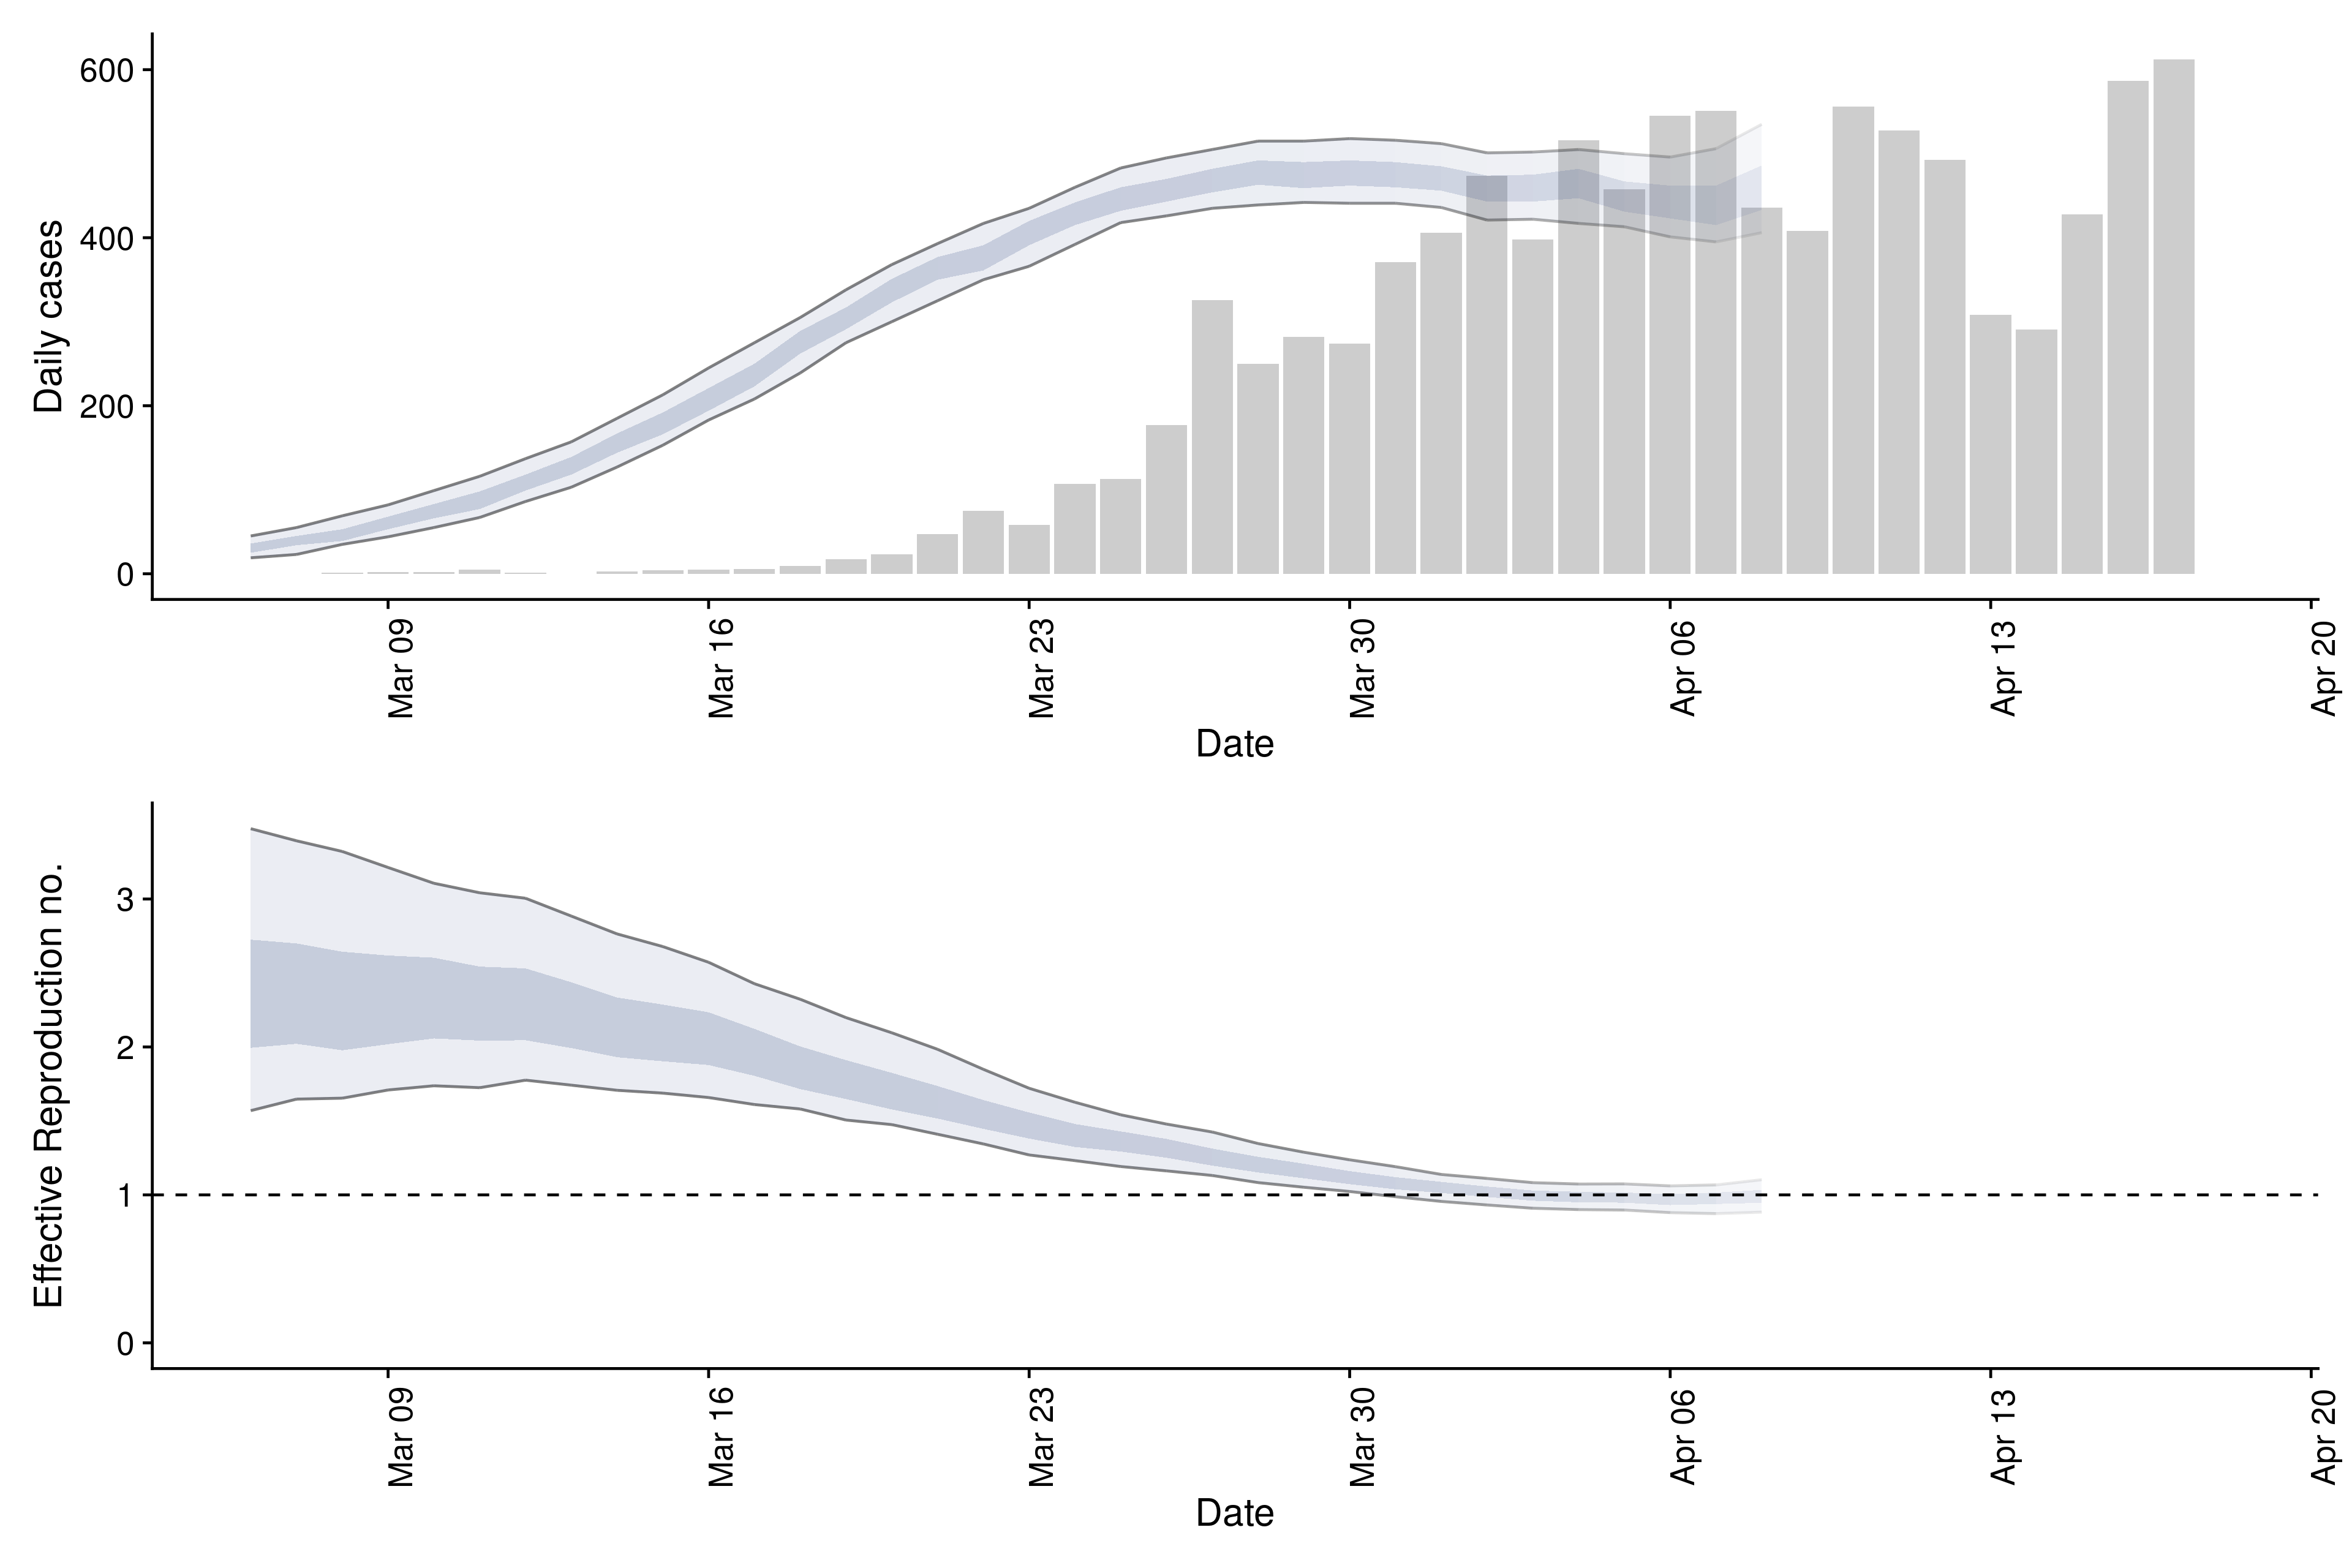 600
400
200
0
Daily cases
Mar 09
Mar 16
Mar 23
Mar 30
Apr 06
Apr 13
Apr 20
Date
3
2
1
0
Effective Reproduction no.
Mar 09
Mar 16
Mar 23
Mar 30
Apr 06
Apr 13
Apr 20
Date